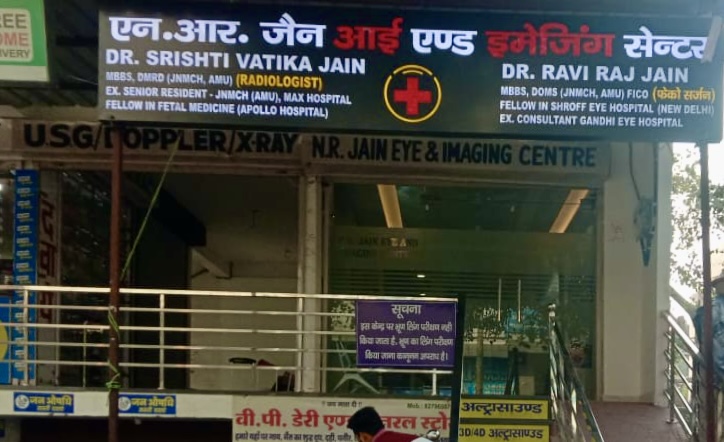 REE
OME
IVERY
एन.आर. जैन आई एण्ड इमेजिंग सेन्टर
DR. SRISHTI VATIKA JAIN
MBBS, DMRD (JNMCH, AMU) (RADIOLOGIST)
EX. SENIOR RESIDENT - JNMCH (AMU), MAX HOSPITAL
FELLOW IN FETAL MEDICINE (APOLLO HOSPITAL)
DR. RAVI RAJ JAIN
MBBS, DOMS (JNMCH, AMU) FICO (फेको सर्जन)
FELLOW IN SHROFF EYE HOSPITAL (NEW DELHI)
EX. CONSULTANT GANDHI EYE HOSPITAL
U.S.G/DOPPLER/X-RAY N.R. JAIN EYE & IMAGING CENTRE
सूचना
इस केन्द्र पर भ्रूण लिंग परीक्षण नही
किया जाता है, भ्रूण का लिंग परीक्षण
किया जाना कानूनन अपराध है।
जन औषधि
जन औषधि
वी.पी. डेरी एण्ड
अल्ट्रासाउण्ड
3D/4D अल्ट्रासाउण्ड